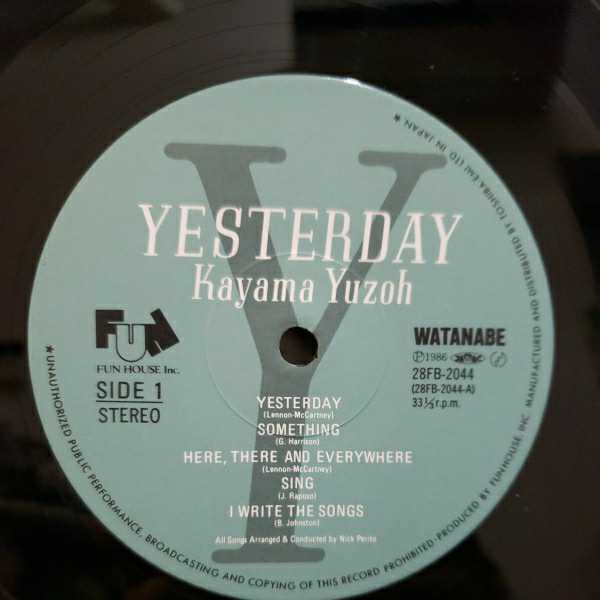 YESTERDAY
Kayama Yuzoh
FUN
FUN HOUSE Inc.
SIDE 1
STEREO
WATANABE
Ⓟ1986
28FB-2044
(28FB-2044-A)
33⅓r.p.m.
YESTERDAY
(Lennon-McCartney)
SOMETHING
(G. Harrison)
HERE, THERE AND EVERYWHERE
(Lennon-McCartney)
SING
(J. Raposo)
I WRITE THE SONGS
(B. Johnston)
All Songs Arranged & Conducted by Nick Perito
★UNAUTHORIZED PUBLIC PERFORMANCE, BROADCASTING AND COPYING OF THIS RECORD PROHIBITED·PRODUCED BY FUNHOUSE, INC. MANUFACTURED AND DISTRIBUTED BY TOSHIBA-EMI LTD IN JAPAN.★